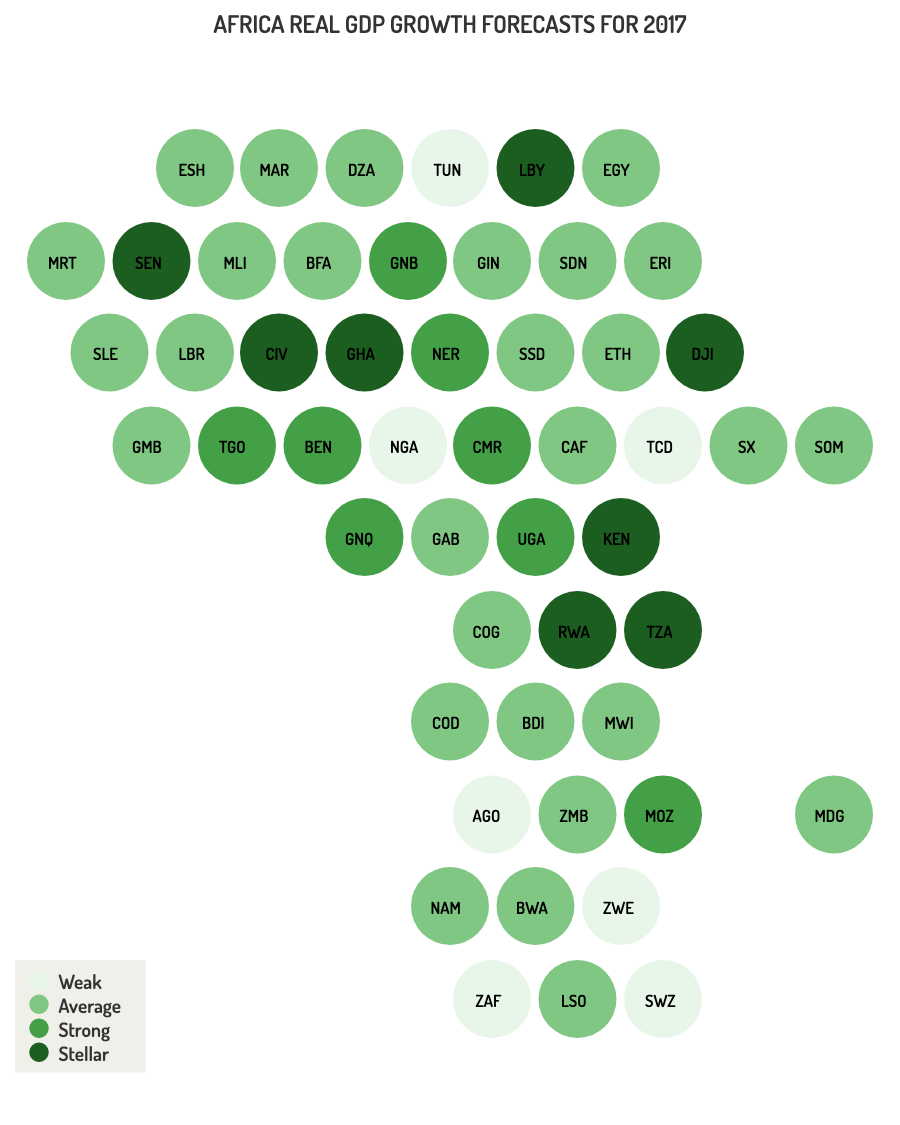 AFRICA REAL GDP GROWTH FORECASTS FOR 2017
ESH MAR DZA TUN LBY EGY
MRT SEN MLI BFA GNB GIN SDN ERI
SLE LBR CIV GHA NER SSD ETH DJI
GMB TGO BEN NGA CMR CAF TCD SX SOM
GNQ GAB UGA KEN
COG RWA TZA
COD BDI MWI
AGO ZMB MOZ MDG
NAM BWA ZWE
ZAF LSO SWZ
Weak
Average
Strong
Stellar